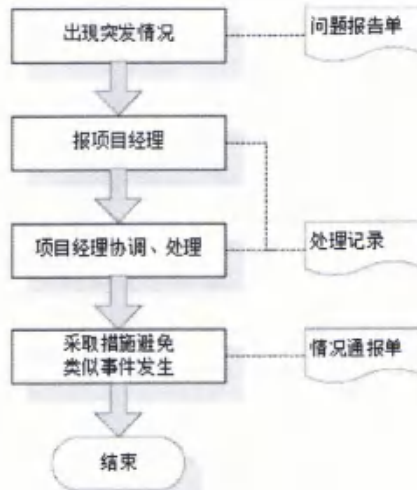 出现突发情况
问题报告单
报项目经理
项目经理协调、处理
处理记录
采取措施避免
类似事件发生
情况通报单
结束